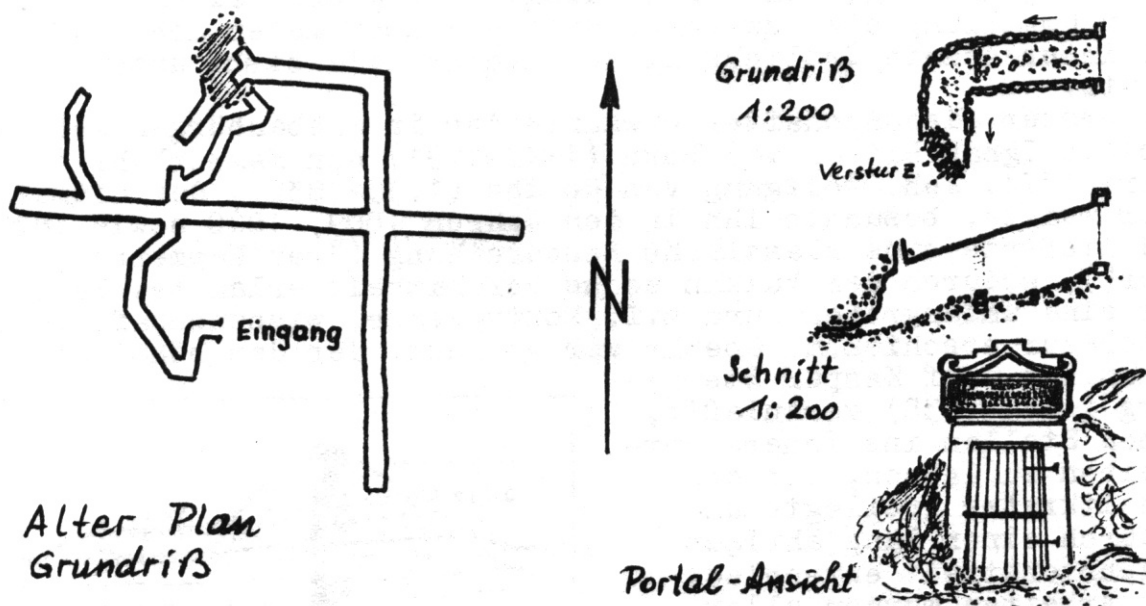 Grundriß
1:200
Versturz
Eingang
N
Schnitt
1:200
Alter Plan
Grundriß
Portal-Ansicht